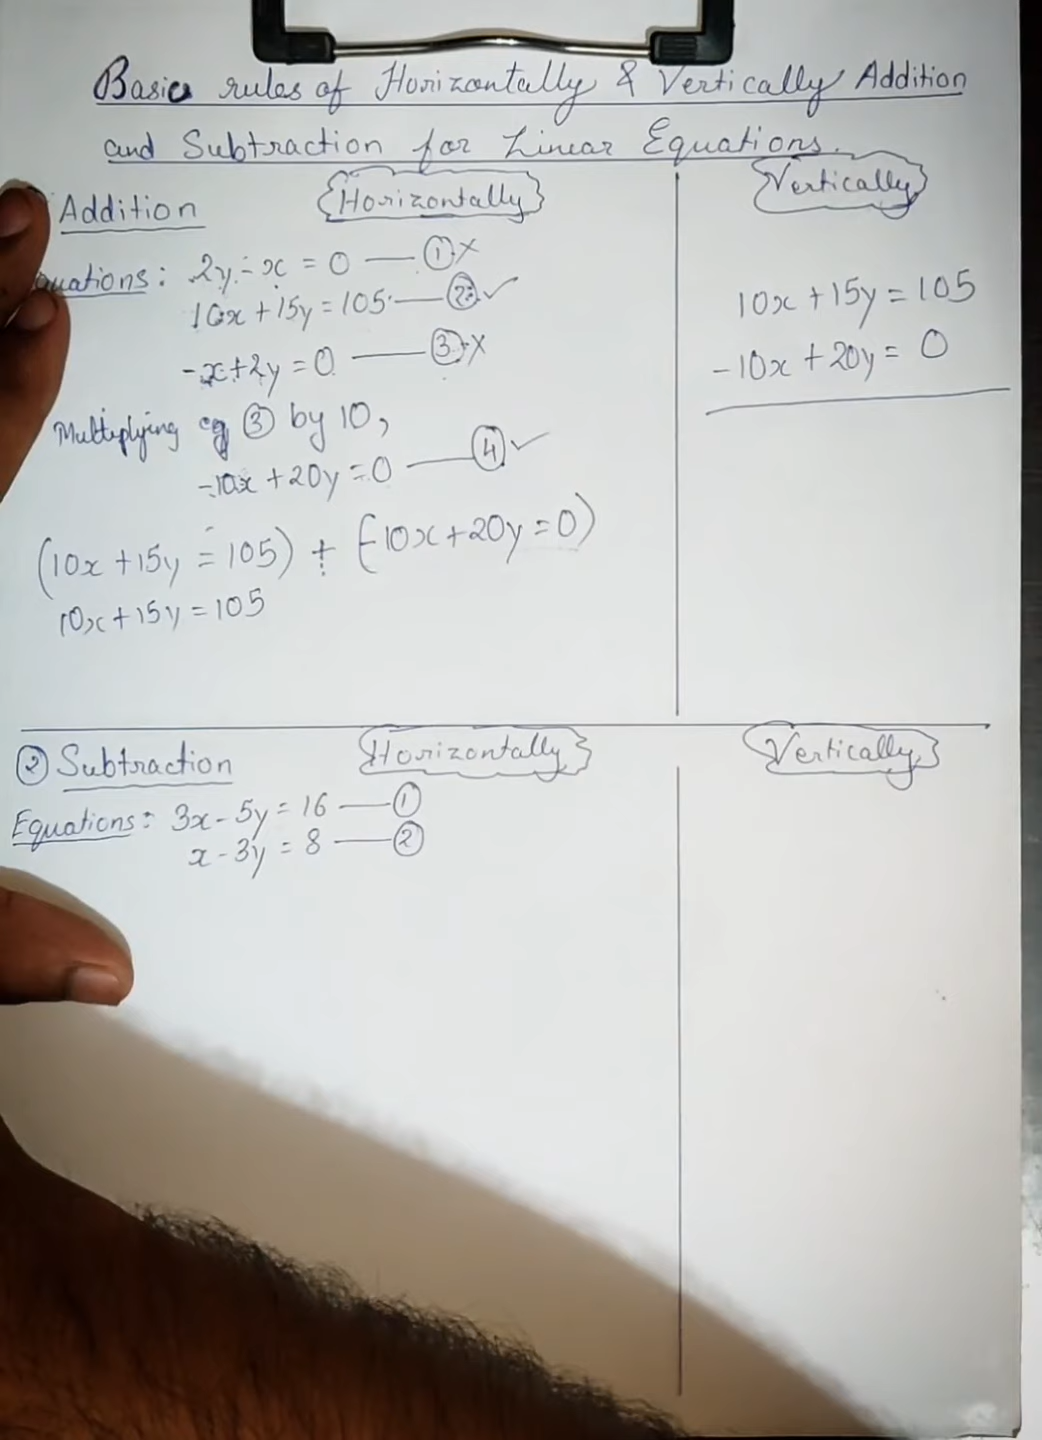 Basic rules of Horizontally & Vertically Addition
and Subtraction for Linear Equations.
Addition
Horizontally
quations: 2y - x = 0 — ① ×
10x + 15y = 105 — ② ✓
-x + 2y = 0 — ③ ×
Multiplying eq ③ by 10,
-10x + 20y = 0 — ④ ✓
(10x + 15y = 105) + (-10x + 20y = 0)
10x + 15y = 105
Vertically
10x + 15y = 105
-10x + 20y = 0
② Subtraction
Horizontally
Equations: 3x - 5y = 16 — ①
x - 3y = 8 — ②
Vertically